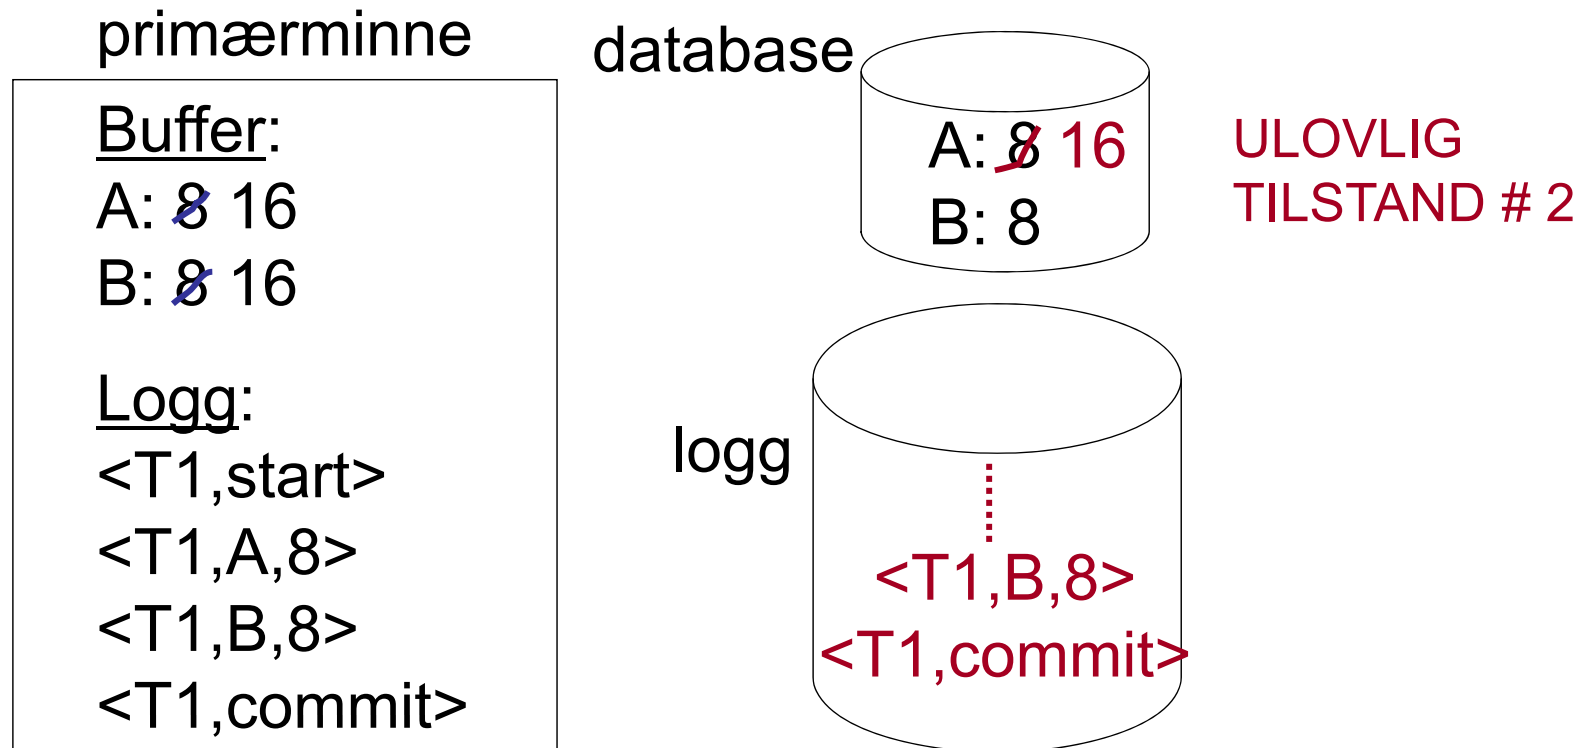 primærminne
Buffer:
A: 8 16
B: 8 16
Logg:
<T1,start>
<T1,A,8>
<T1,B,8>
<T1,commit>
database
A: 8 16
B: 8
ULOVLIG
TILSTAND # 2
logg
<T1,B,8>
<T1,commit>